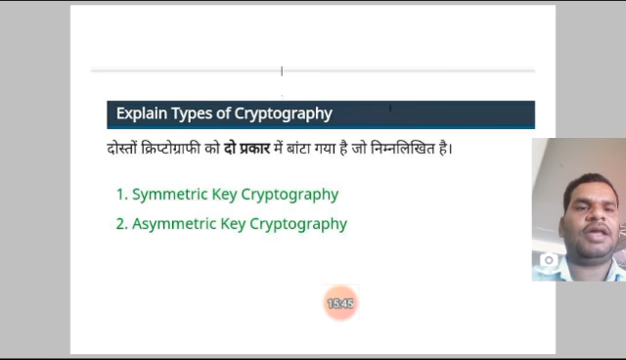 Explain Types of Cryptography
दोस्तों क्रिप्टोग्राफी को दो प्रकार में बांटा गया है जो निम्नलिखित है।
1. Symmetric Key Cryptography
2. Asymmetric Key Cryptography
15:45